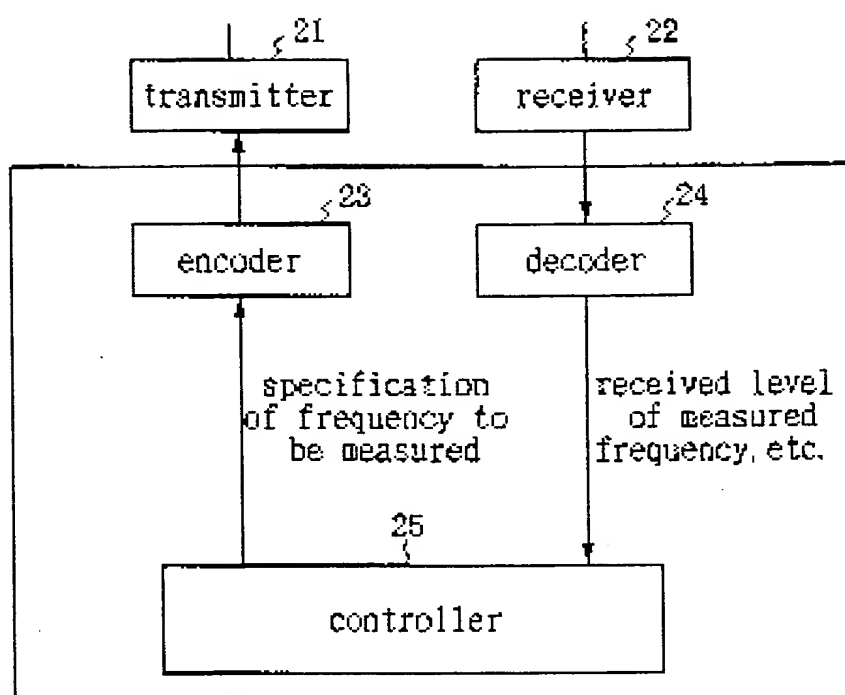 21
22
transmitter
receiver
23
24
encoder
decoder
specification
of frequency to
be measured
received level
of measured
frequency, etc.
25
controller